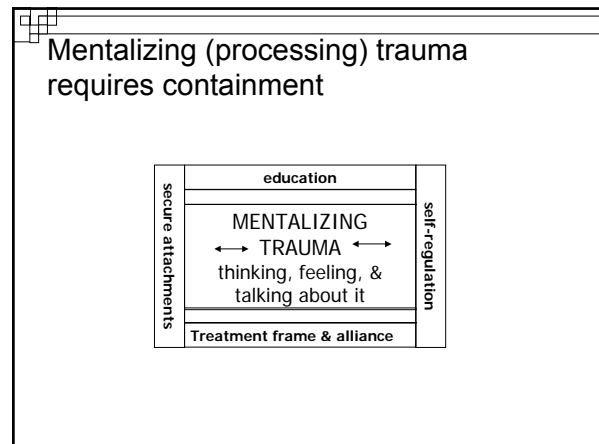 Mentalizing (processing) trauma
requires containment
education
secure attachments
MENTALIZING
TRAUMA
thinking, feeling, &
talking about it
self-regulation
Treatment frame & alliance